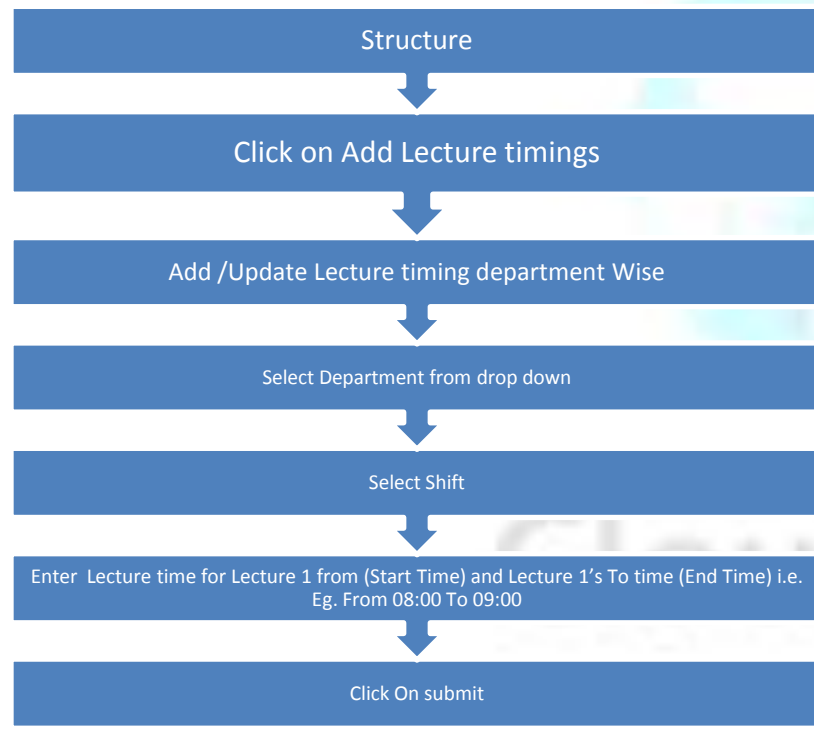 Structure
Click on Add Lecture timings
Add /Update Lecture timing department Wise
Select Department from drop down
Select Shift
Enter  Lecture time for Lecture 1 from (Start Time) and Lecture 1’s To time (End Time) i.e.
Eg. From 08:00 To 09:00
Click On submit